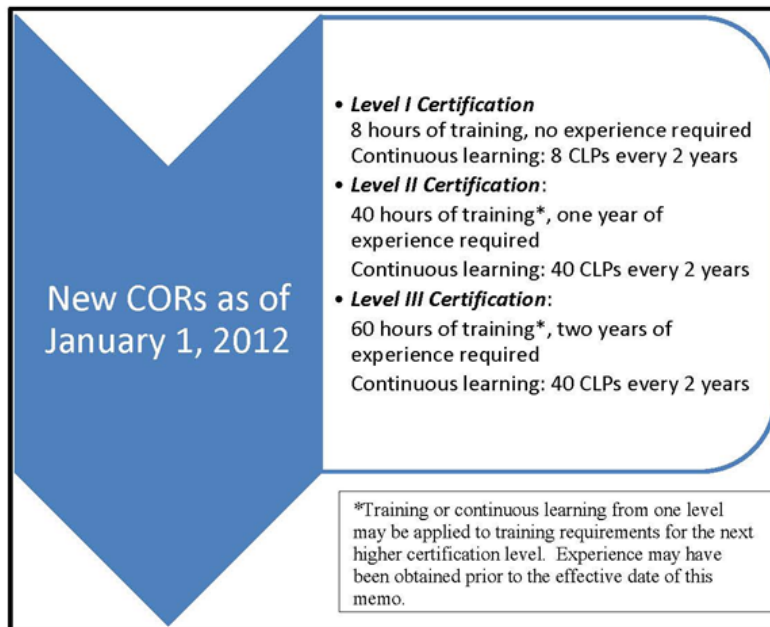 New CORs as of
January 1, 2012
• Level I Certification
8 hours of training, no experience required
Continuous learning: 8 CLPs every 2 years
• Level II Certification:
40 hours of training*, one year of
experience required
Continuous learning: 40 CLPs every 2 years
• Level III Certification:
60 hours of training*, two years of
experience required
Continuous learning: 40 CLPs every 2 years
*Training or continuous learning from one level
may be applied to training requirements for the next
higher certification level.  Experience may have
been obtained prior to the effective date of this
memo.